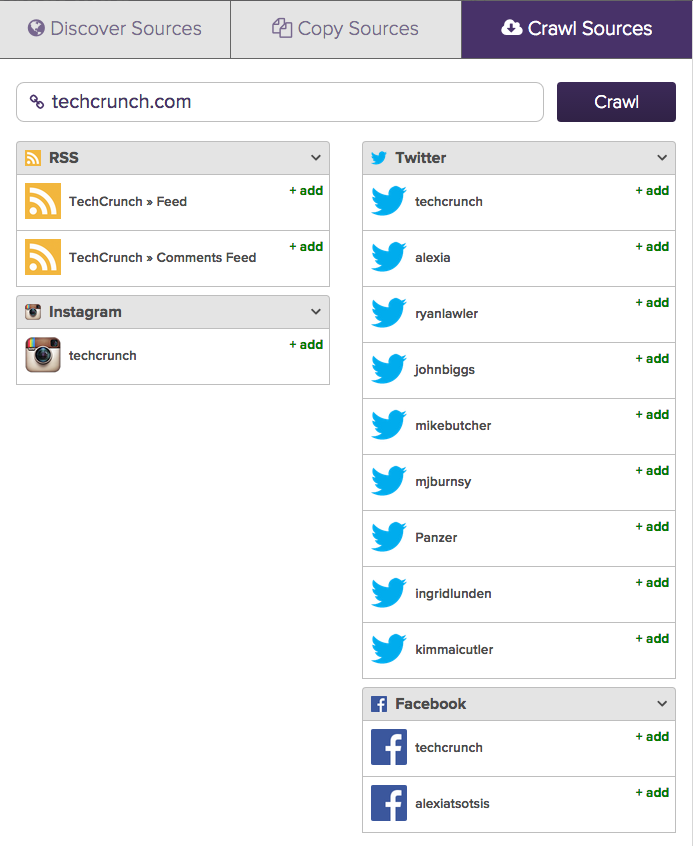 Discover Sources
Copy Sources
Crawl Sources
techcrunch.com
Crawl
RSS
TechCrunch » Feed
+ add
TechCrunch » Comments Feed
+ add
Instagram
techcrunch
+ add
Twitter
techcrunch
+ add
alexia
+ add
ryanlawler
+ add
johnbiggs
+ add
mikebutcher
+ add
mjburnsy
+ add
Panzer
+ add
ingridlunden
+ add
kimmaicutler
+ add
Facebook
techcrunch
+ add
alexiatsotsis
+ add